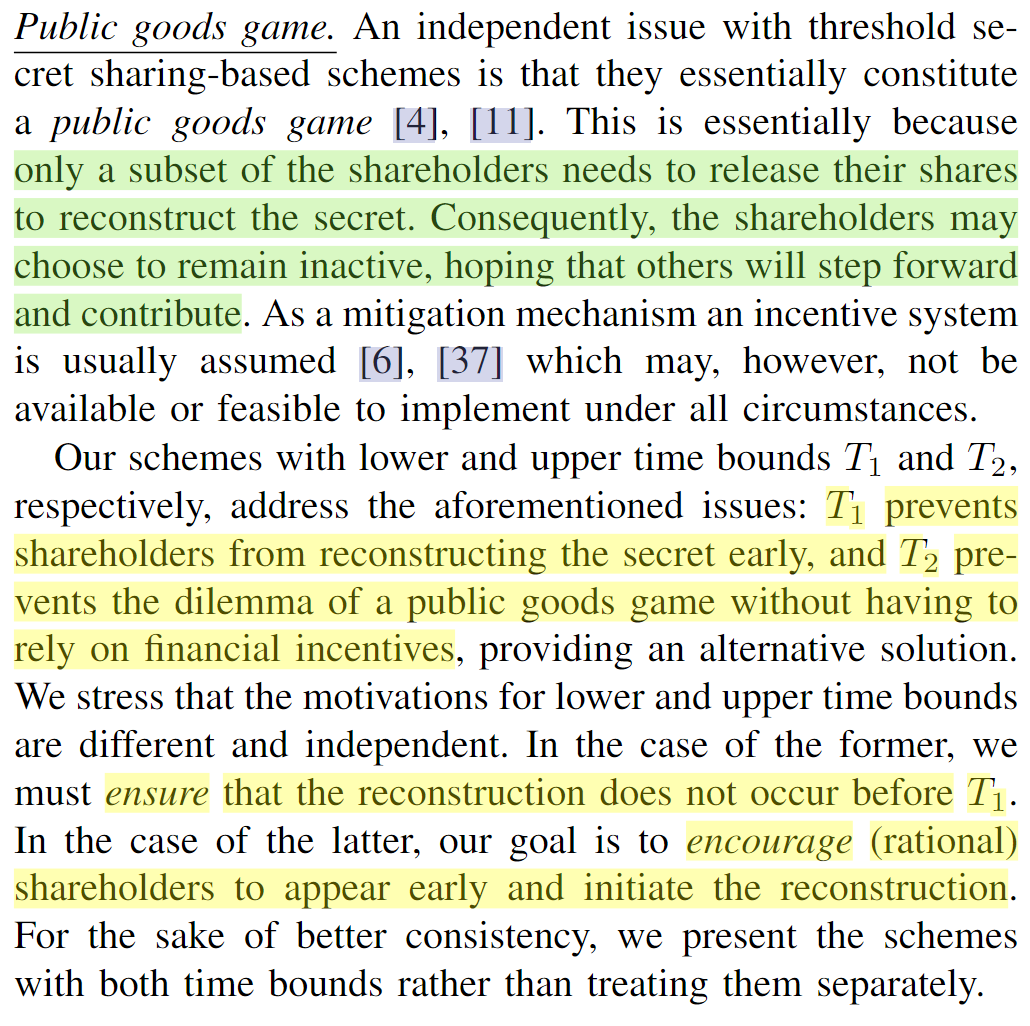 Public goods game. An independent issue with threshold se-
cret sharing-based schemes is that they essentially constitute
a public goods game [4], [11]. This is essentially because
only a subset of the shareholders needs to release their shares
to reconstruct the secret. Consequently, the shareholders may
choose to remain inactive, hoping that others will step forward
and contribute. As a mitigation mechanism an incentive system
is usually assumed [6], [37] which may, however, not be
available or feasible to implement under all circumstances.
Our schemes with lower and upper time bounds T₁ and T₂,
respectively, address the aforementioned issues: T₁ prevents
shareholders from reconstructing the secret early, and T₂ pre-
vents the dilemma of a public goods game without having to
rely on financial incentives, providing an alternative solution.
We stress that the motivations for lower and upper time bounds
are different and independent. In the case of the former, we
must ensure that the reconstruction does not occur before T₁.
In the case of the latter, our goal is to encourage (rational)
shareholders to appear early and initiate the reconstruction.
For the sake of better consistency, we present the schemes
with both time bounds rather than treating them separately.